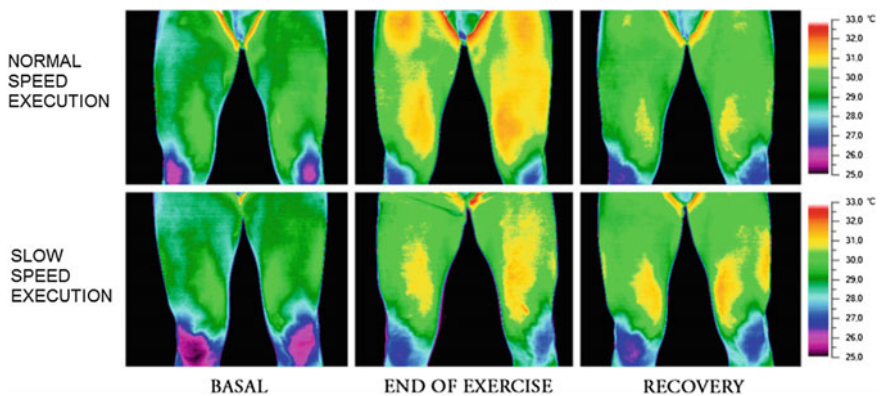 NORMAL
SPEED
EXECUTION
33.0 °C
32.0
31.0
30.0
29.0
28.0
27.0
26.0
25.0
SLOW
SPEED
EXECUTION
33.0 °C
32.0
31.0
30.0
29.0
28.0
27.0
26.0
25.0
BASAL
END OF EXERCISE
RECOVERY